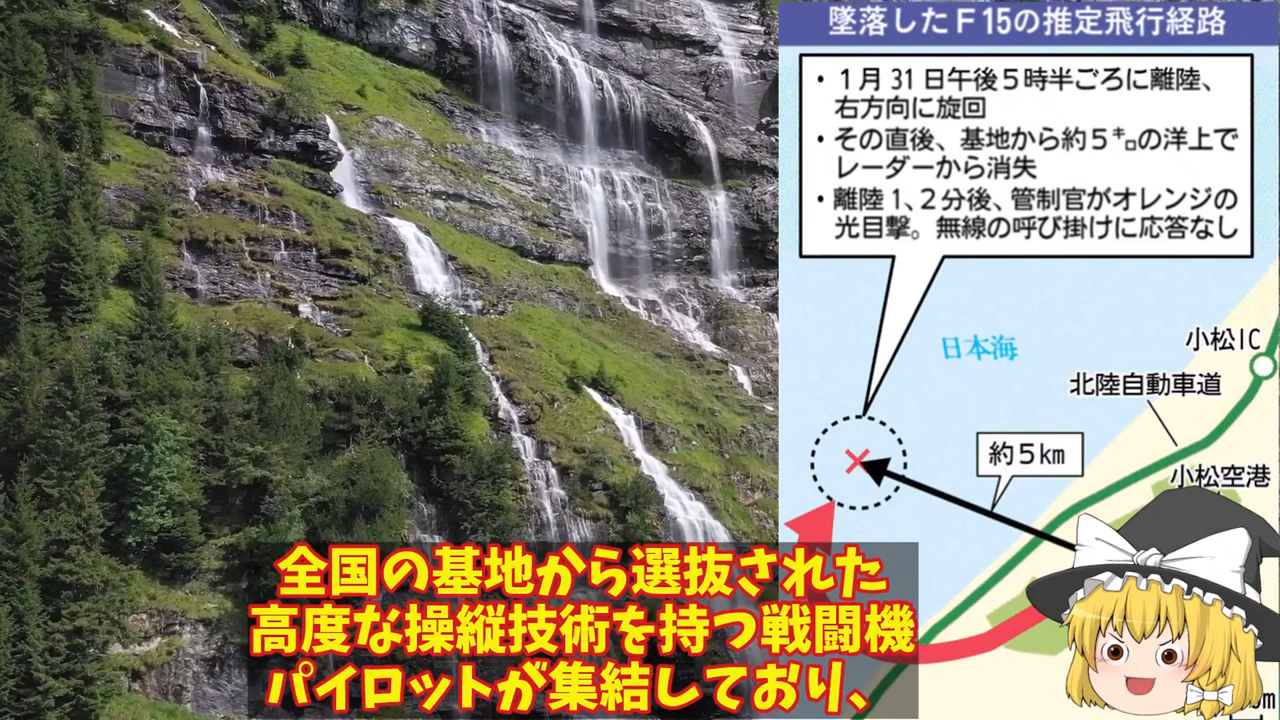 墜落したF15の推定飛行経路
・1月31日午後5時半ごろに離陸、
右方向に旋回
・その直後、基地から約5㌔の洋上で
レーダーから消失
・離陸1、2分後、管制官がオレンジの
光目撃。無線の呼び掛けに応答なし
日本海
小松IC
北陸自動車道
約5km
小松空港
全国の基地から選抜された
高度な操縦技術を持つ戦闘機
パイロットが集結しており、